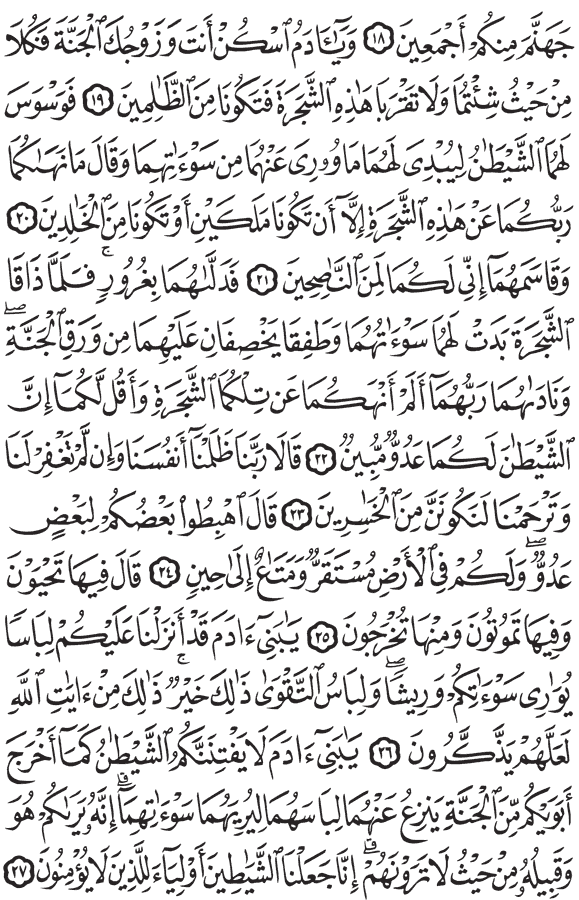 جَهَنَّمَ مِنكُمْ أَجْمَعِينَ ١٨ وَيَٰٓـَٔادَمُ ٱسْكُنْ أَنتَ وَزَوْجُكَ ٱلْجَنَّةَ فَكُلَا
مِنْ حَيْثُ شِئْتُمَا وَلَا تَقْرَبَا هَٰذِهِ ٱلشَّجَرَةَ فَتَكُونَا مِنَ ٱلظَّٰلِمِينَ ١٩ فَوَسْوَسَ
لَهُمَا ٱلشَّيْطَٰنُ لِيُبْدِىَ لَهُمَا مَا وُۥرِىَ عَنْهُمَا مِن سَوْءَٰتِهِمَا وَقَالَ مَا نَهَىٰكُمَا
رَبُّكُمَا عَنْ هَٰذِهِ ٱلشَّجَرَةِ إِلَّآ أَن تَكُونَا مَلَكَيْنِ أَوْ تَكُونَا مِنَ ٱلْخَٰلِدِينَ ٢٠
وَقَاسَمَهُمَآ إِنِّى لَكُمَا لَمِنَ ٱلنَّٰصِحِينَ ٢١ فَدَلَّىٰهُمَا بِغُرُورٍۚ فَلَمَّا ذَاقَا
ٱلشَّجَرَةَ بَدَتْ لَهُمَا سَوْءَٰتُهُمَا وَطَفِقَا يَخْصِفَانِ عَلَيْهِمَا مِن وَرَقِ ٱلْجَنَّةِۖ
وَنَادَىٰهُمَا رَبُّهُمَآ أَلَمْ أَنْهَكُمَا عَن تِلْكُمَا ٱلشَّجَرَةِ وَأَقُل لَّكُمَآ إِنَّ
ٱلشَّيْطَٰنَ لَكُمَا عَدُوٌّ مُّبِينٌ ٢٢ قَالَا رَبَّنَا ظَلَمْنَآ أَنفُسَنَا وَإِن لَّمْ تَغْفِرْ لَنَا
وَتَرْحَمْنَا لَنَكُونَنَّ مِنَ ٱلْخَٰسِرِينَ ٢٣ قَالَ ٱهْبِطُوا۟ بَعْضُكُمْ لِبَعْضٍ
عَدُوٌّۖ وَلَكُمْ فِى ٱلْأَرْضِ مُسْتَقَرٌّ وَمَتَٰعٌ إِلَىٰ حِينٍ ٢٤ قَالَ فِيهَا تَحْيَوْنَ
وَفِيهَا تَمُوتُونَ وَمِنْهَا تُخْرَجُونَ ٢٥ يَٰبَنِىٓ ءَادَمَ قَدْ أَنزَلْنَا عَلَيْكُمْ لِبَاسًا
يُوَٰرِى سَوْءَٰتِكُمْ وَرِيشًاۖ وَلِبَاسُ ٱلتَّقْوَىٰ ذَٰلِكَ خَيْرٌۚ ذَٰلِكَ مِنْ ءَايَٰتِ ٱللَّهِ
لَعَلَّهُمْ يَذَّكَّرُونَ ٢٦ يَٰبَنِىٓ ءَادَمَ لَا يَفْتِنَنَّكُمُ ٱلشَّيْطَٰنُ كَمَآ أَخْرَجَ
أَبَوَيْكُم مِّنَ ٱلْجَنَّةِ يَنزِعُ عَنْهُمَا لِبَاسَهُمَا لِيُرِيَهُمَا سَوْءَٰتِهِمَآۗ إِنَّهُۥ يَرَىٰكُمْ هُوَ
وَقَبِيلُهُۥ مِنْ حَيْثُ لَا تَرَوْنَهُمْۗ إِنَّا جَعَلْنَا ٱلشَّيَٰطِينَ أَوْلِيَآءَ لِلَّذِينَ لَا يُؤْمِنُونَ ٢٧